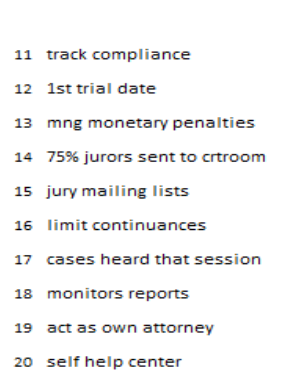 11 track compliance
12 1st trial date
13 mng monetary penalties
14 75% jurors sent to crtroom
15 jury mailing lists
16 limit continuances
17 cases heard that session
18 monitors reports
19 act as own attorney
20 self help center